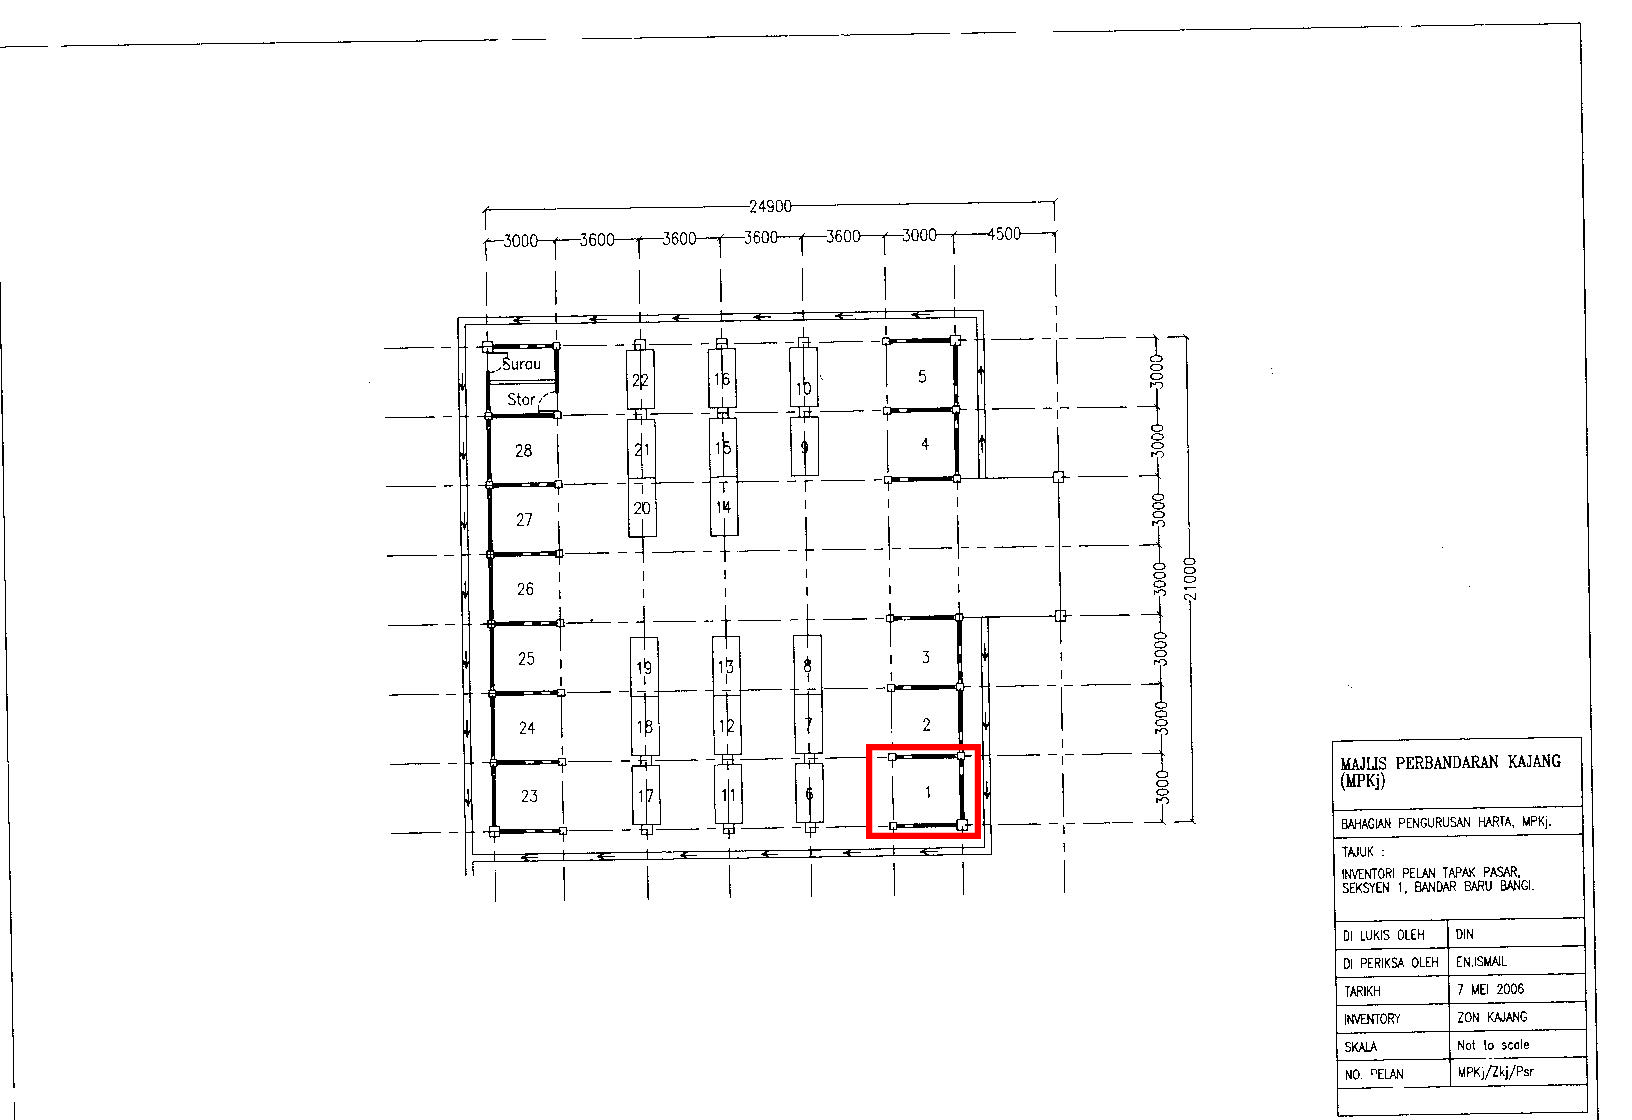 24900
3000 3600 3600 3600 3600 3000 4500
Surau
Stor
22 16 10 5
28 21 15 9 4
27 20 14
26
25 19 13 8 3
24 18 12 7 2
23 17 11 6 1
3000
3000
3000
3000
3000
3000
3000
21000
MAJLIS PERBANDARAN KAJANG
(MPKj)
BAHAGIAN PENGURUSAN HARTA, MPKj.
TAJUK :
INVENTORI PELAN TAPAK PASAR,
SEKSYEN 1, BANDAR BARU BANGI.
DI LUKIS OLEH DIN
DI PERIKSA OLEH EN.ISMAIL
TARIKH 7 MEI 2006
INVENTORY ZON KAJANG
SKALA Not to scale
NO. PELAN MPKj/Zkj/Psr